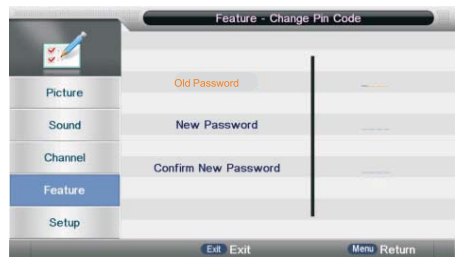 Feature - Change Pin Code
Picture
Sound
Channel
Feature
Setup
Old Password
New Password
Confirm New Password
Exit Exit
Menu Return